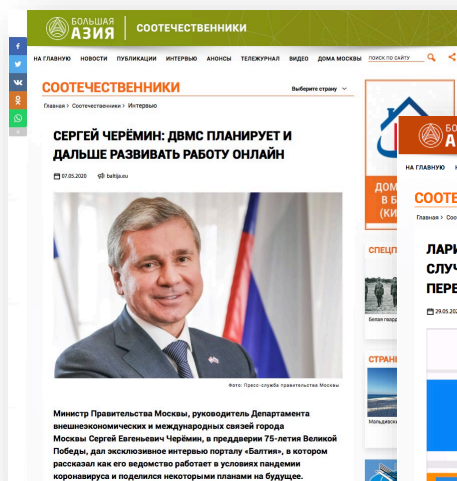 БОЛЬШАЯ
АЗИЯ
СООТЕЧЕСТВЕННИКИ
НА ГЛАВНУЮ НОВОСТИ ПУБЛИКАЦИИ ИНТЕРВЬЮ АНОНСЫ ТЕЛЕЖУРНАЛ ВИДЕО ДОМА МОСКВЫ ПОИСК ПО САЙТУ
СООТЕЧЕСТВЕННИКИ
Выберите страну
Главная > Соотечественники > Интервью
СЕРГЕЙ ЧЕРЁМИН: ДВМС ПЛАНИРУЕТ И
ДАЛЬШЕ РАЗВИВАТЬ РАБОТУ ОНЛАЙН
07.05.2020 baltija.eu
Фото: Пресс-служба правительства Москвы
Министр Правительства Москвы, руководитель Департамента
внешнеэкономических и международных связей города
Москвы Сергей Евгеньевич Черёмин, в преддверии 75-летия Великой
Победы, дал эксклюзивное интервью порталу «Балтия», в котором
рассказал как его ведомство работает в условиях пандемии
коронавируса и поделился некоторыми планами на будущее.
ДОМ
В Б
(КИ
СПЕЦП
Белая гвард
СТРАН
Мальдивски
БО
А
НА ГЛАВНУЮ
СООТЕ
Главная > Соо
ЛАРИ
СЛУЧ
ПЕРЕ
29.05.202